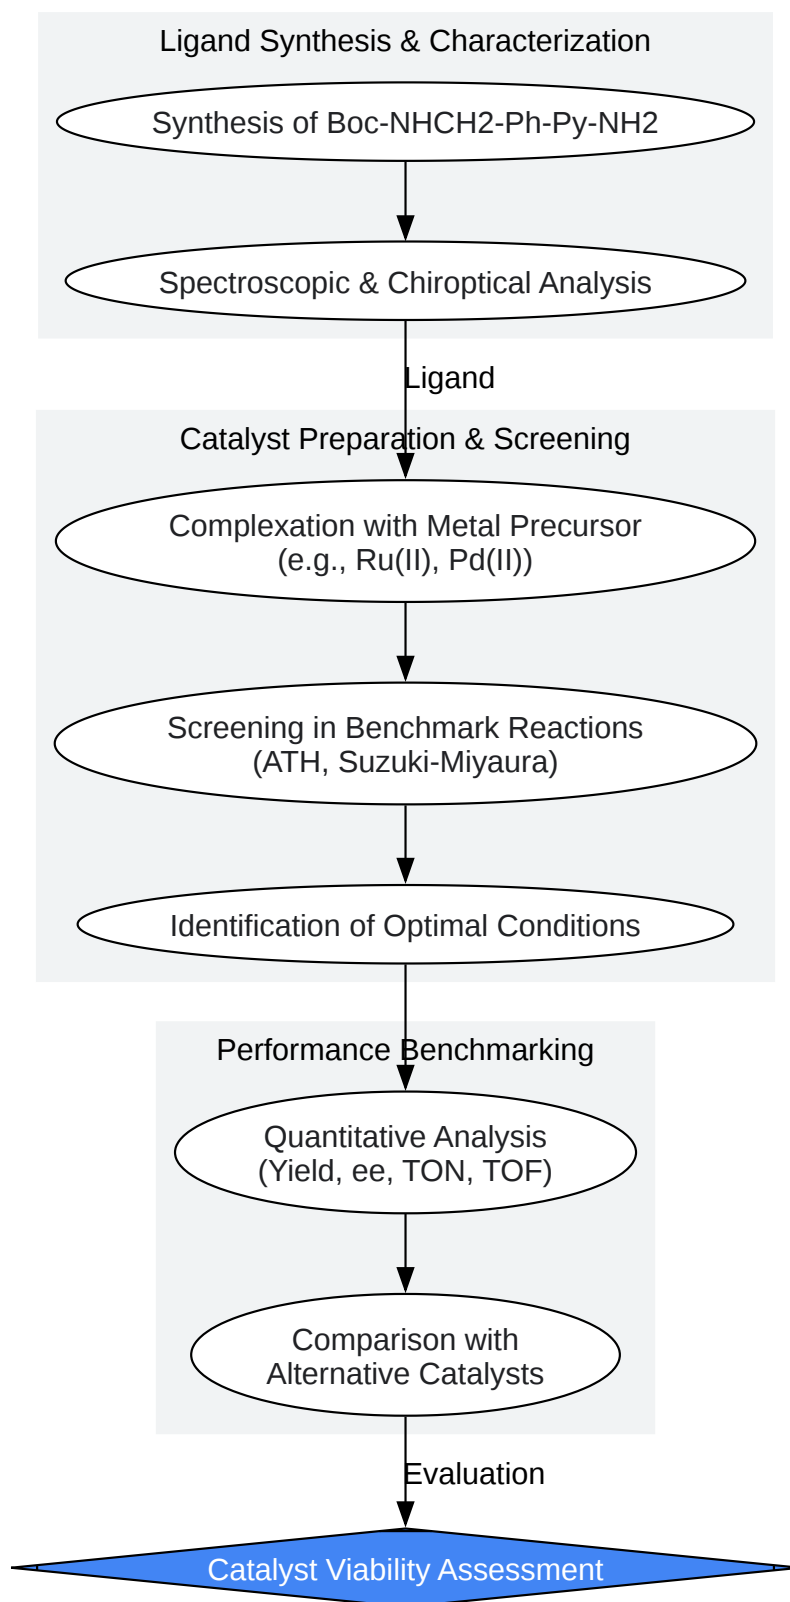 Ligand Synthesis & Characterization
Synthesis of Boc-NHCH2-Ph-Py-NH2
Spectroscopic & Chiroptical Analysis
Ligand
Catalyst Preparation & Screening
Complexation with Metal Precursor
(e.g., Ru(II), Pd(II))
Screening in Benchmark Reactions
(ATH, Suzuki-Miyaura)
Identification of Optimal Conditions
Performance Benchmarking
Quantitative Analysis
(Yield, ee, TON, TOF)
Comparison with
Alternative Catalysts
Evaluation
Catalyst Viability Assessment